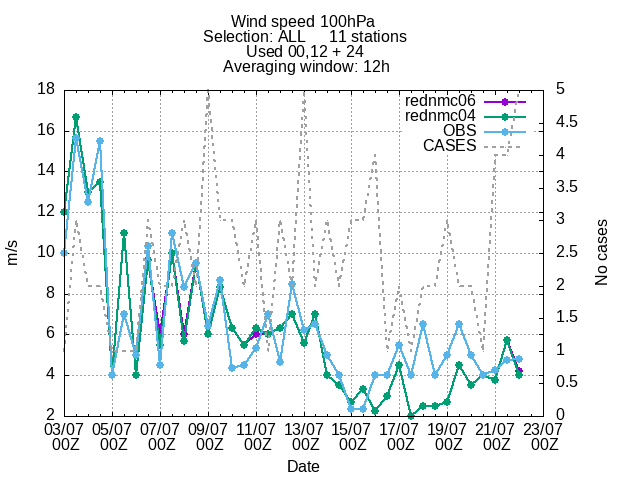 Wind speed 100hPa
Selection: ALL 11 stations
Used 00,12 + 24
Averaging window: 12h
rednmc06
rednmc04
OBS
CASES
18
16
14
12
10
8
6
4
2
m/s
5
4.5
4
3.5
3
2.5
2
1.5
1
0.5
0
No cases
03/07 05/07 07/07 09/07 11/07 13/07 15/07 17/07 19/07 21/07 23/07
00Z 00Z 00Z 00Z 00Z 00Z 00Z 00Z 00Z 00Z 00Z
Date